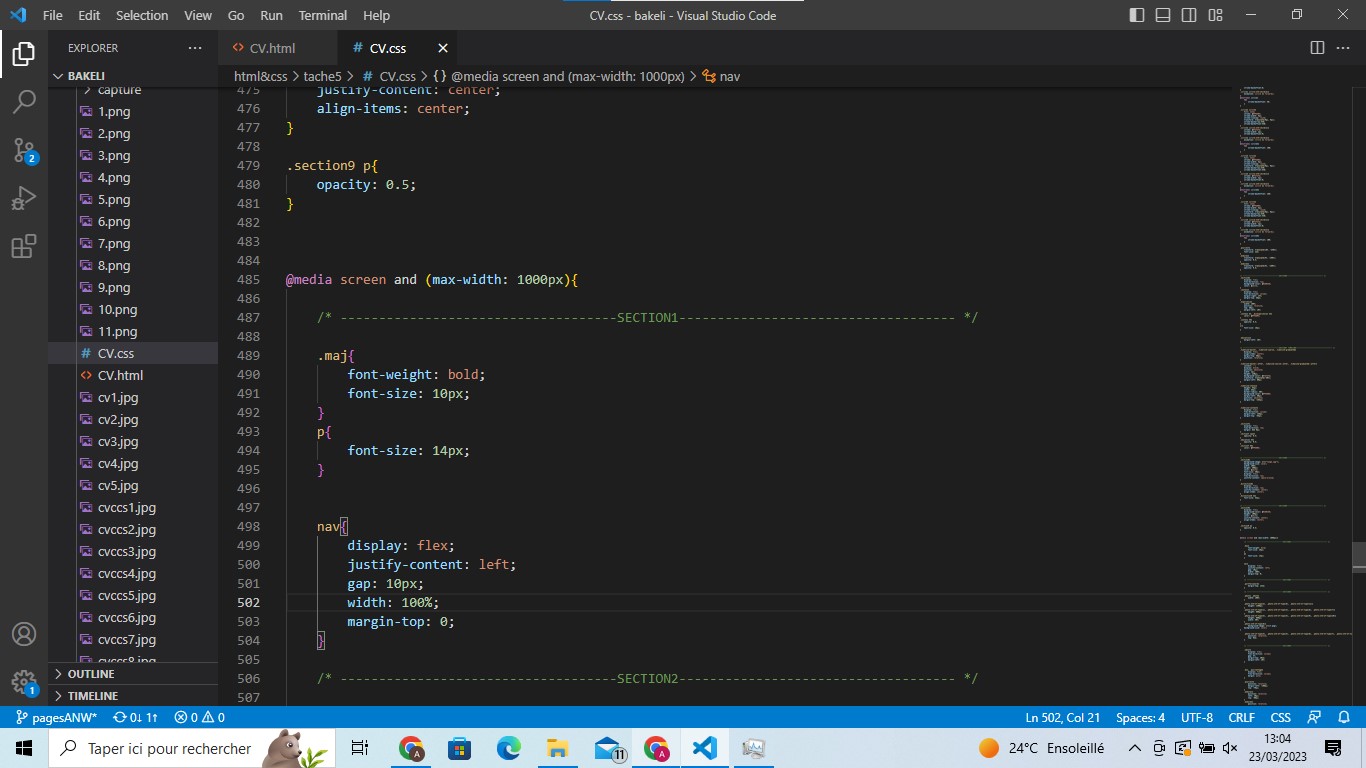 File Edit Selection View Go Run Terminal Help
CV.css - bakeli - Visual Studio Code
EXPLORER
CV.html
CV.css
BAKELI
html&css > tache5 > # CV.css > {} @media screen and (max-width: 1000px) > nav
capture
1.png
2.png
3.png
4.png
5.png
6.png
7.png
8.png
9.png
10.png
11.png
CV.css
CV.html
cv1.jpg
cv2.jpg
cv3.jpg
cv4.jpg
cv5.jpg
cvccs1.jpg
cvccs2.jpg
cvccs3.jpg
cvccs4.jpg
cvccs5.jpg
cvccs6.jpg
cvccs7.jpg
cvccs8.jpg
OUTLINE
TIMELINE
2
1
475 justify-content: center;
476 align-items: center;
477 }
478
479 .section9 p{
480 opacity: 0.5;
481 }
482
483
484
485 @media screen and (max-width: 1000px){
486
487 /* ------------------------------------SECTION1------------------------------------ */
488
489 .maj{
490 font-weight: bold;
491 font-size: 10px;
492 }
493 p{
494 font-size: 14px;
495 }
496
497
498 nav{
499 display: flex;
500 justify-content: left;
501 gap: 10px;
502 width: 100%;
503 margin-top: 0;
504 }
505
506 /* ------------------------------------SECTION2------------------------------------ */
507
pagesANW* 0↓ 1↑ 0 0
Ln 502, Col 21 Spaces: 4 UTF-8 CRLF CSS
Taper ici pour rechercher
A
11
A
24°C Ensoleillé
13:04
23/03/2023